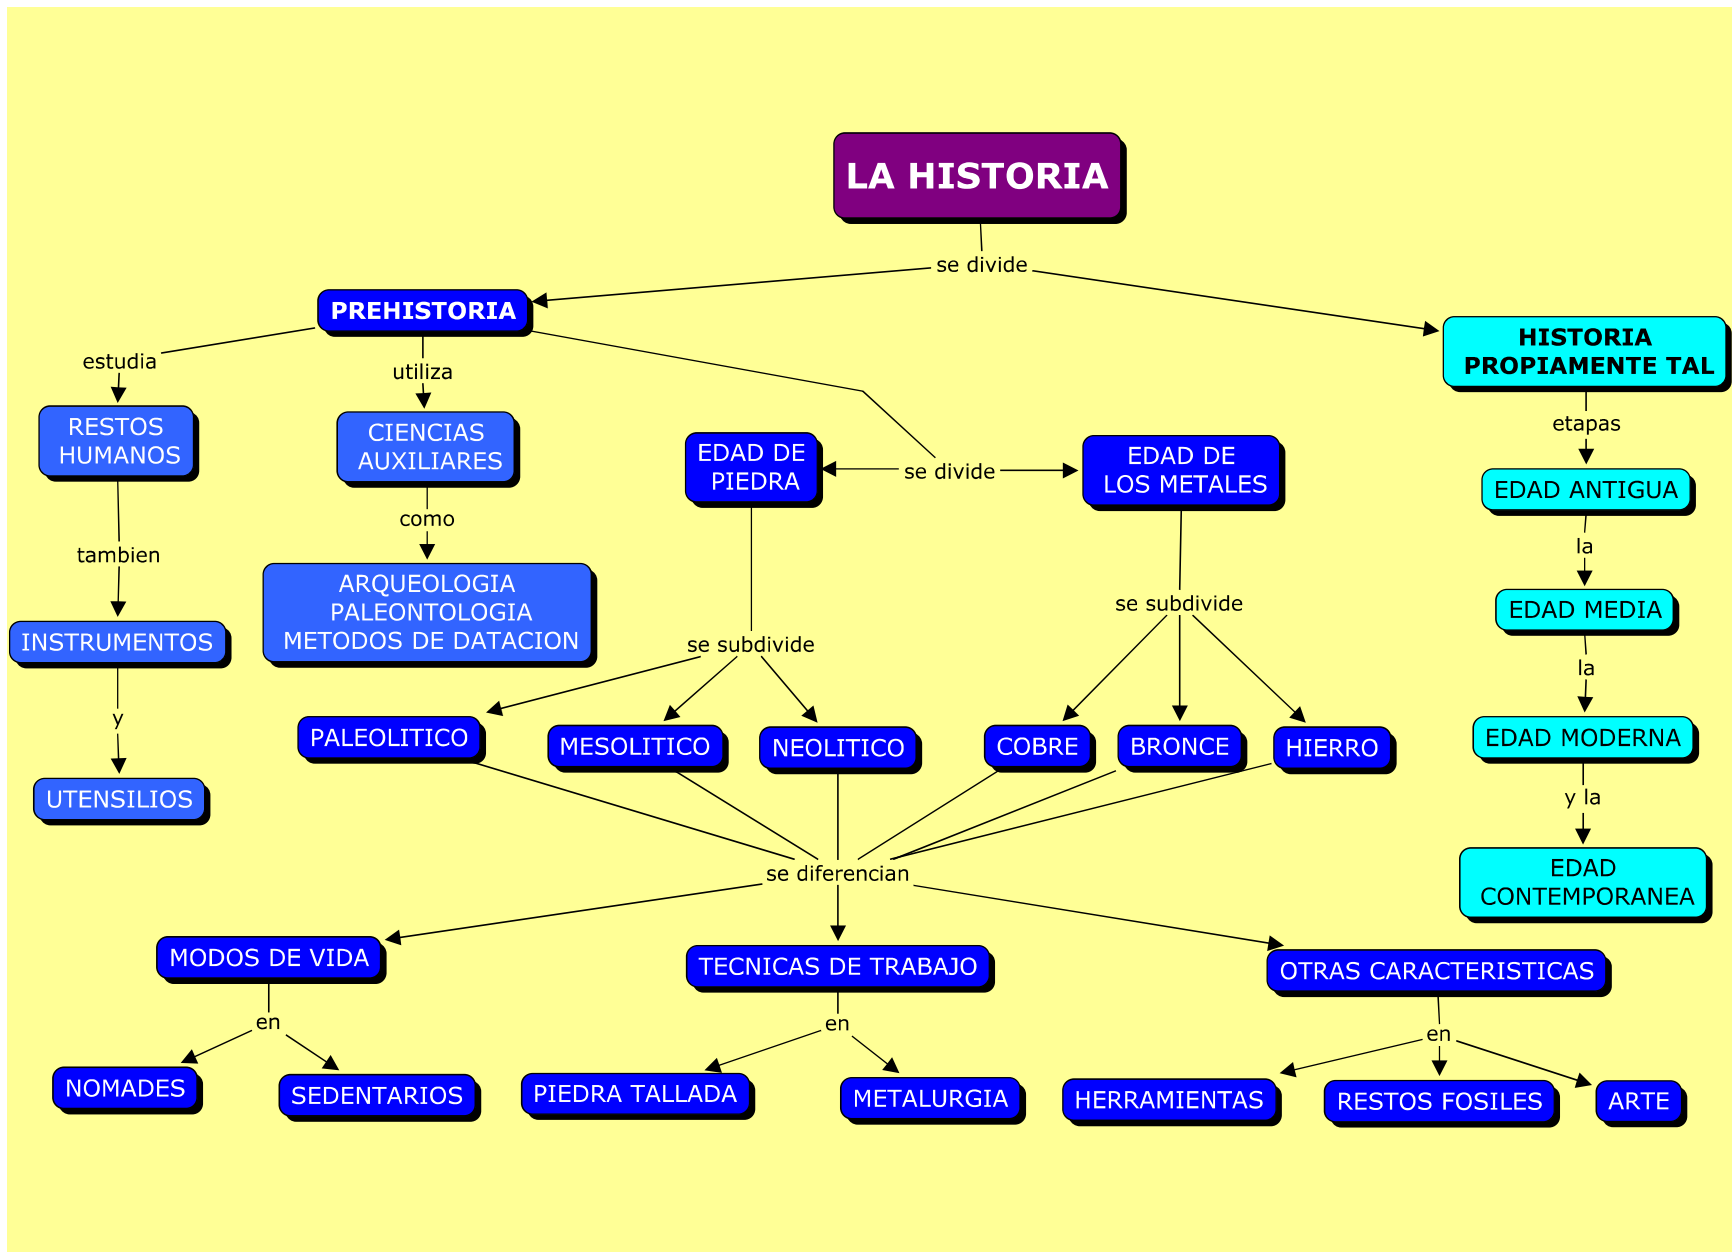 LA HISTORIA
se divide
PREHISTORIA
HISTORIA
PROPIAMENTE TAL
estudia
utiliza
etapas
RESTOS
HUMANOS
CIENCIAS
AUXILIARES
EDAD DE
PIEDRA
se divide
EDAD DE
LOS METALES
EDAD ANTIGUA
como
tambien
la
ARQUEOLOGIA
PALEONTOLOGIA
METODOS DE DATACION
se subdivide
EDAD MEDIA
INSTRUMENTOS
se subdivide
la
y
PALEOLITICO
MESOLITICO
NEOLITICO
COBRE
BRONCE
HIERRO
EDAD MODERNA
UTENSILIOS
y la
se diferencian
EDAD
CONTEMPORANEA
MODOS DE VIDA
TECNICAS DE TRABAJO
OTRAS CARACTERISTICAS
en
en
en
NOMADES
SEDENTARIOS
PIEDRA TALLADA
METALURGIA
HERRAMIENTAS
RESTOS FOSILES
ARTE